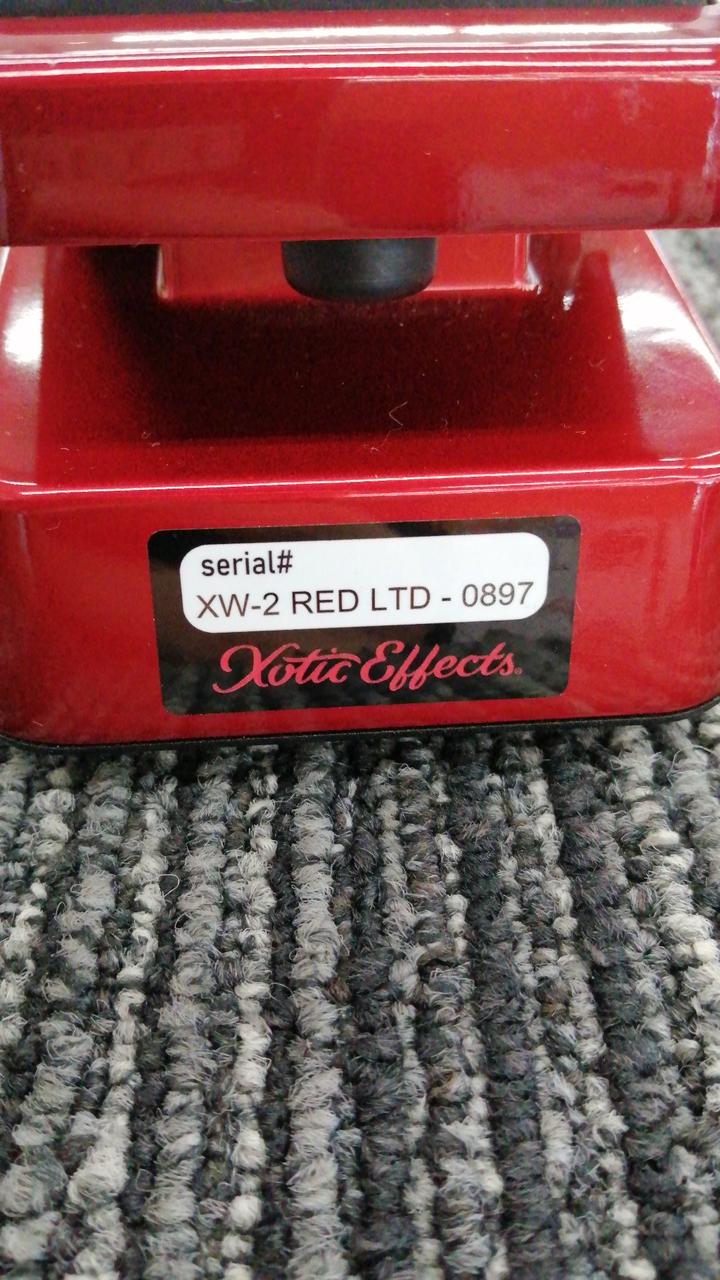 serial#
XW-2 RED LTD - 0897
Xotic Effects®